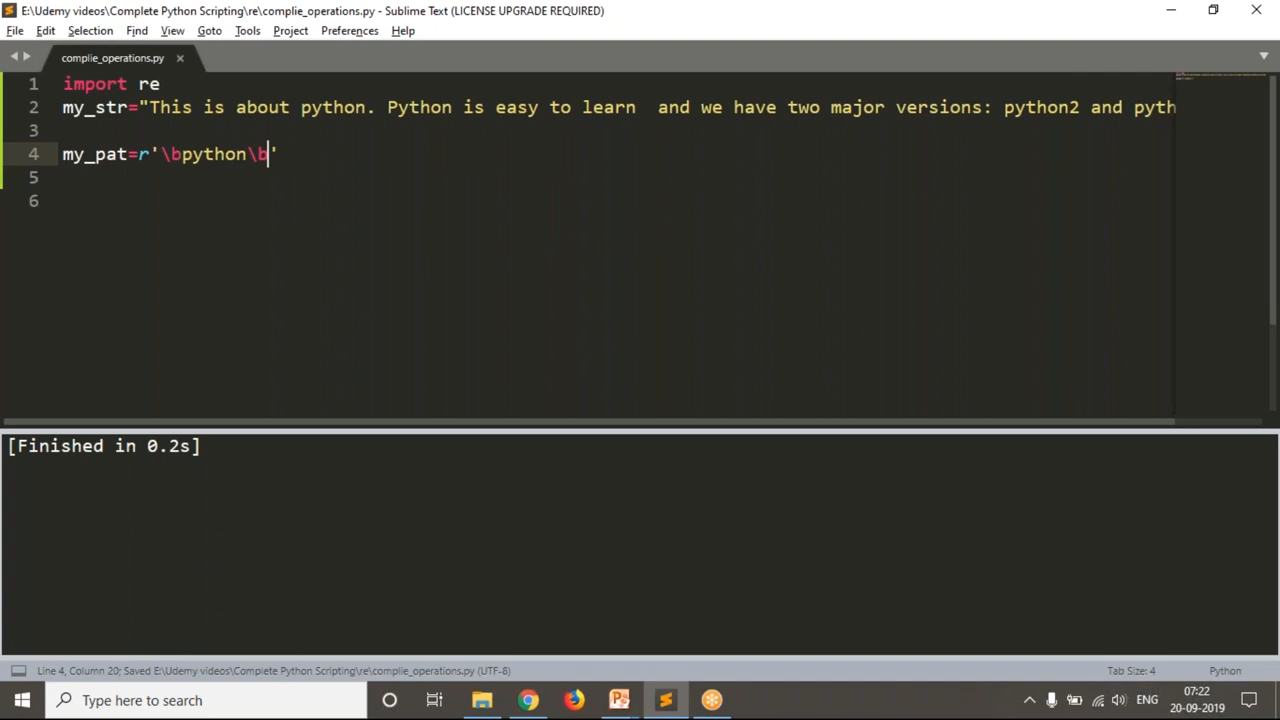 E:\Udemy videos\Complete Python Scripting\re\complie_operations.py - Sublime Text (LICENSE UPGRADE REQUIRED)
File Edit Selection Find View Goto Tools Project Preferences Help
complie_operations.py ×
1 import re
2 my_str="This is about python. Python is easy to learn  and we have two major versions: python2 and pyth
3
4 my_pat=r'\bpython\b'
5
6
[Finished in 0.2s]
Line 4, Column 20; Saved E:\Udemy videos\Complete Python Scripting\re\complie_operations.py (UTF-8) Tab Size: 4 Python
Type here to search ENG 07:22
20-09-2019